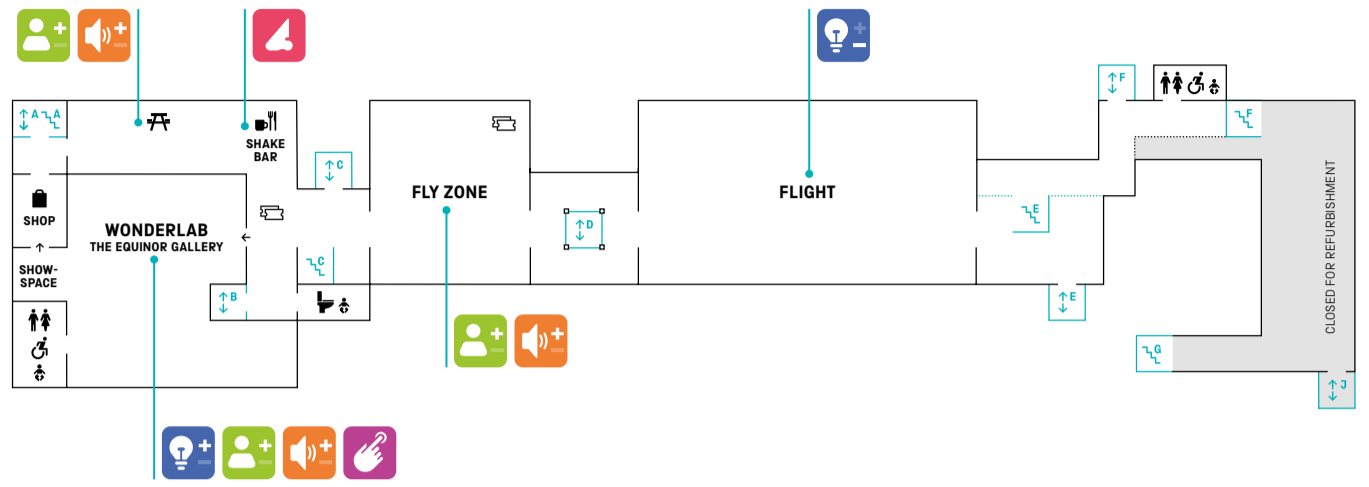 F
A A
F
SHAKE
BAR
C
CLOSED FOR REFURBISHMENT
FLY ZONE
FLIGHT
SHOP
E
WONDERLAB
THE EQUINOR GALLERY
D
SHOW-
SPACE
C
B
E
G
J